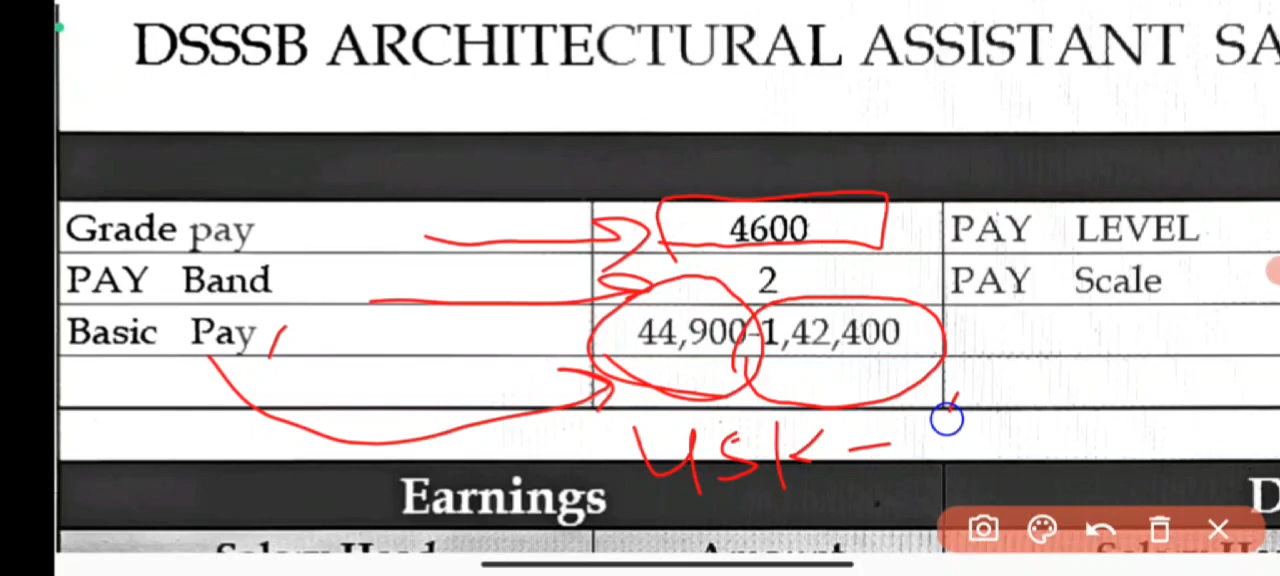 DSSSB ARCHITECTURAL ASSISTANT SA
Grade pay 4600 PAY LEVEL
PAY Band 2 PAY Scale
Basic Pay 44,900-1,42,400
45K -
Earnings D